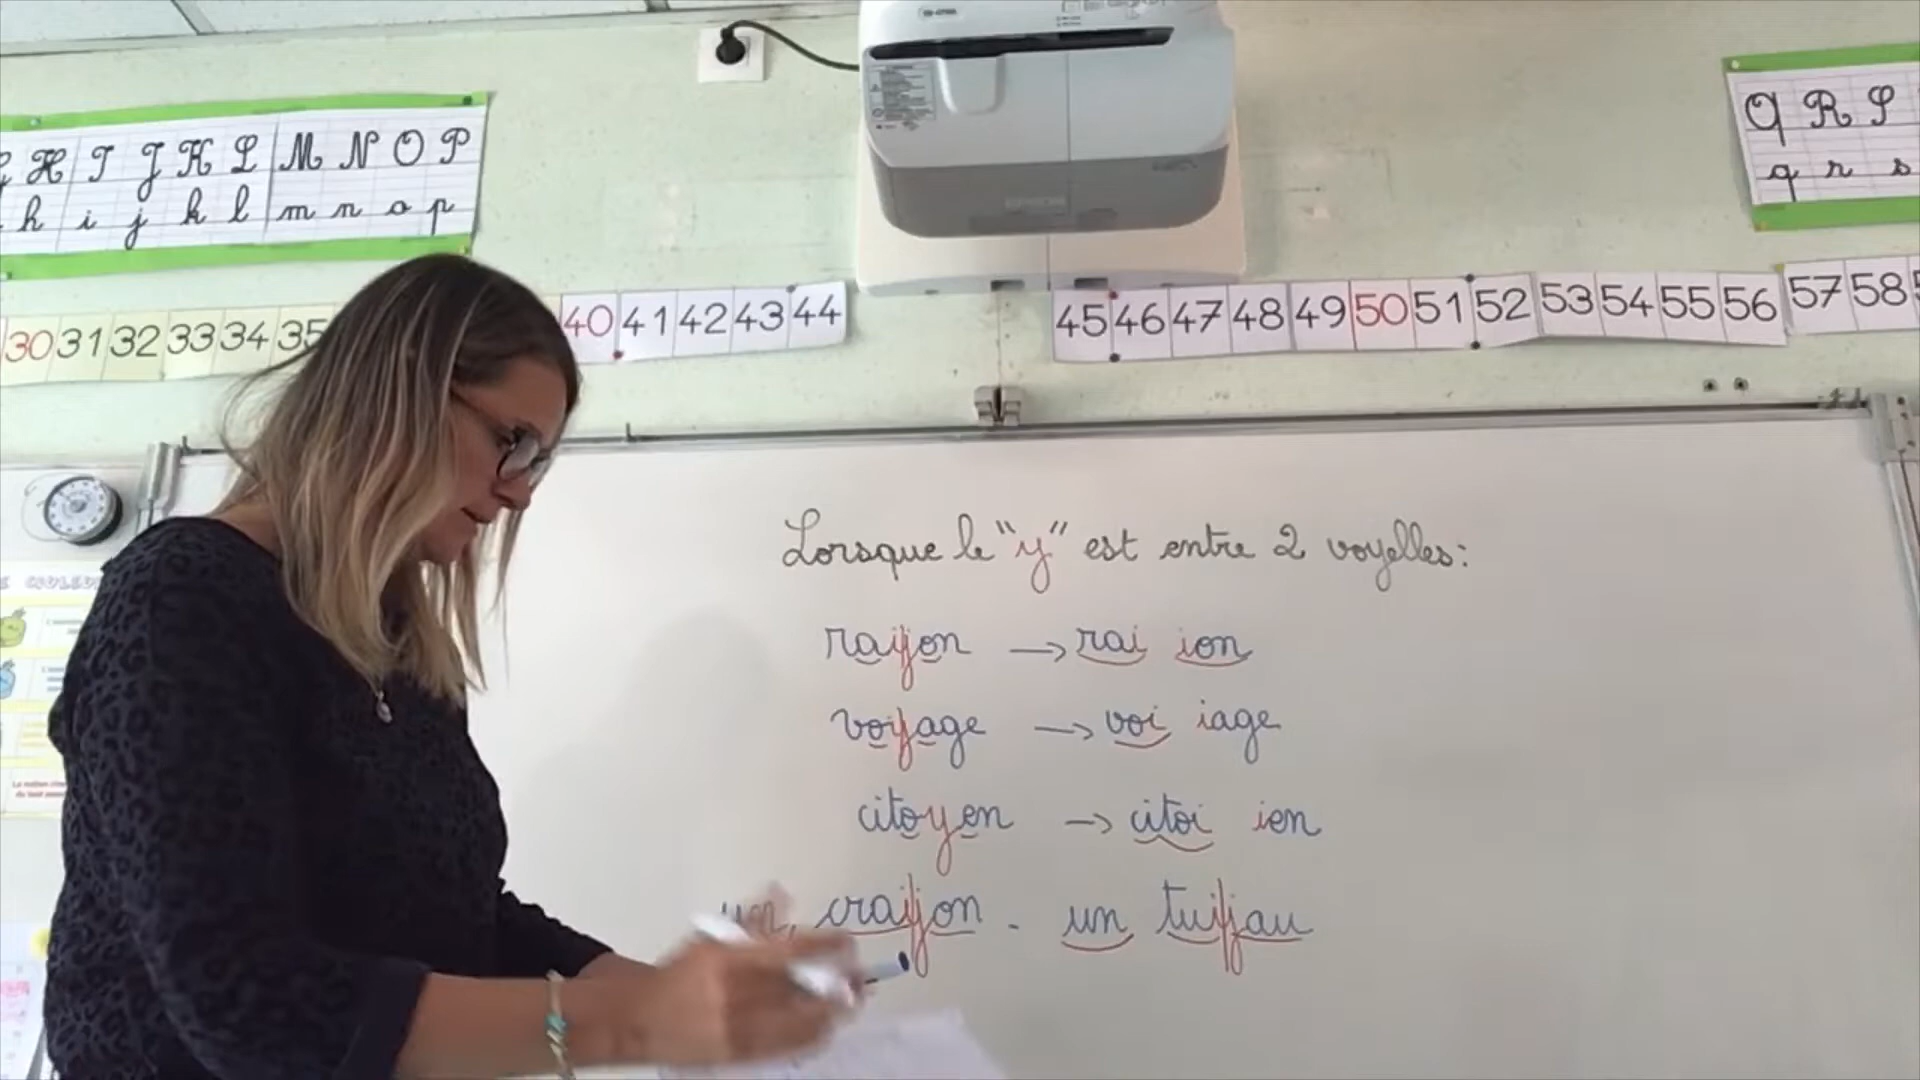 H I J K L M N O P
h i j k l m n o p
Q R S
q r s
30 31 32 33 34 35 40 41 42 43 44 45 46 47 48 49 50 51 52 53 54 55 56 57 58
EPSON
Lorsque le "y" est entre 2 voyelles:
rayon → rai ion
voyage → voi iage
citoyen → citoi ien
un, crayon - un tuyau